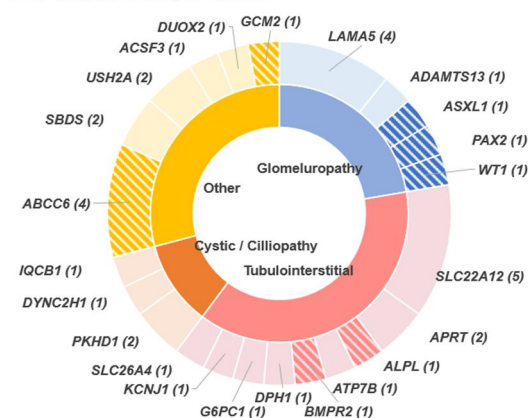 GCM2 (1)
DUOX2 (1)
LAMA5 (4)
ACSF3 (1)
ADAMTS13 (1)
USH2A (2)
ASXL1 (1)
SBDS (2)
PAX2 (1)
Glomeluropathy
WT1 (1)
Other
ABCC6 (4)
Cystic / Cilliopathy
IQCB1 (1)
Tubulointerstitial
SLC22A12 (5)
DYNC2H1 (1)
PKHD1 (2)
APRT (2)
SLC26A4 (1)
ALPL (1)
KCNJ1 (1)
ATP7B (1)
DPH1 (1)
G6PC1 (1)
BMPR2 (1)